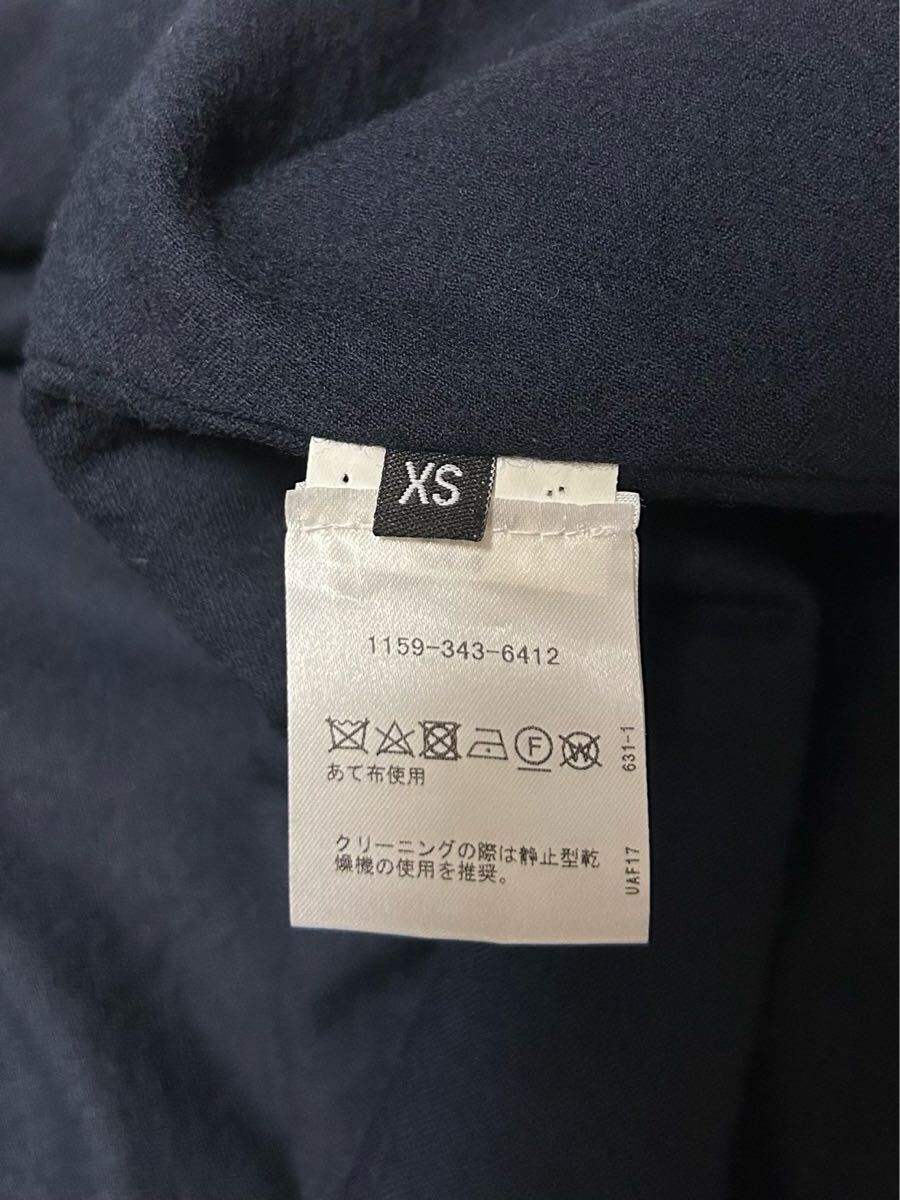 XS
1159-343-6412
F
W
あて布使用
クリーニングの際は静止型乾
燥機の使用を推奨。
631-1
UAF17